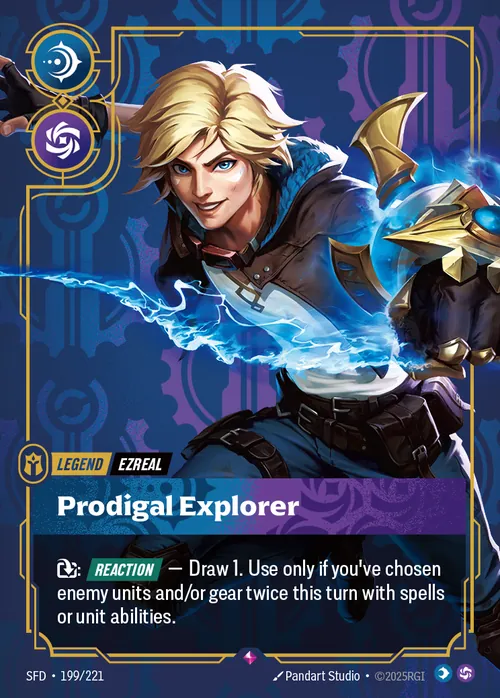 LEGEND EZREAL
Prodigal Explorer
: REACTION — Draw 1. Use only if you've chosen
enemy units and/or gear twice this turn with spells
or unit abilities.
SFD • 199/221 Pandart Studio • ©2025RGI